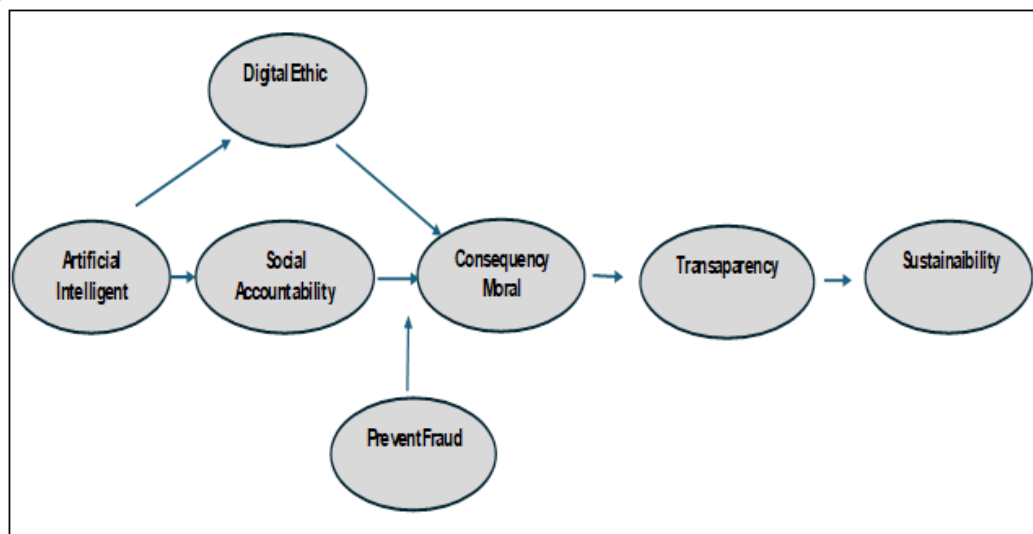 Digital Ethic
Artificial
Intelligent
Social
Accountability
Consequency
Moral
Transaparency
Sustainaibility
Prevent Fraud